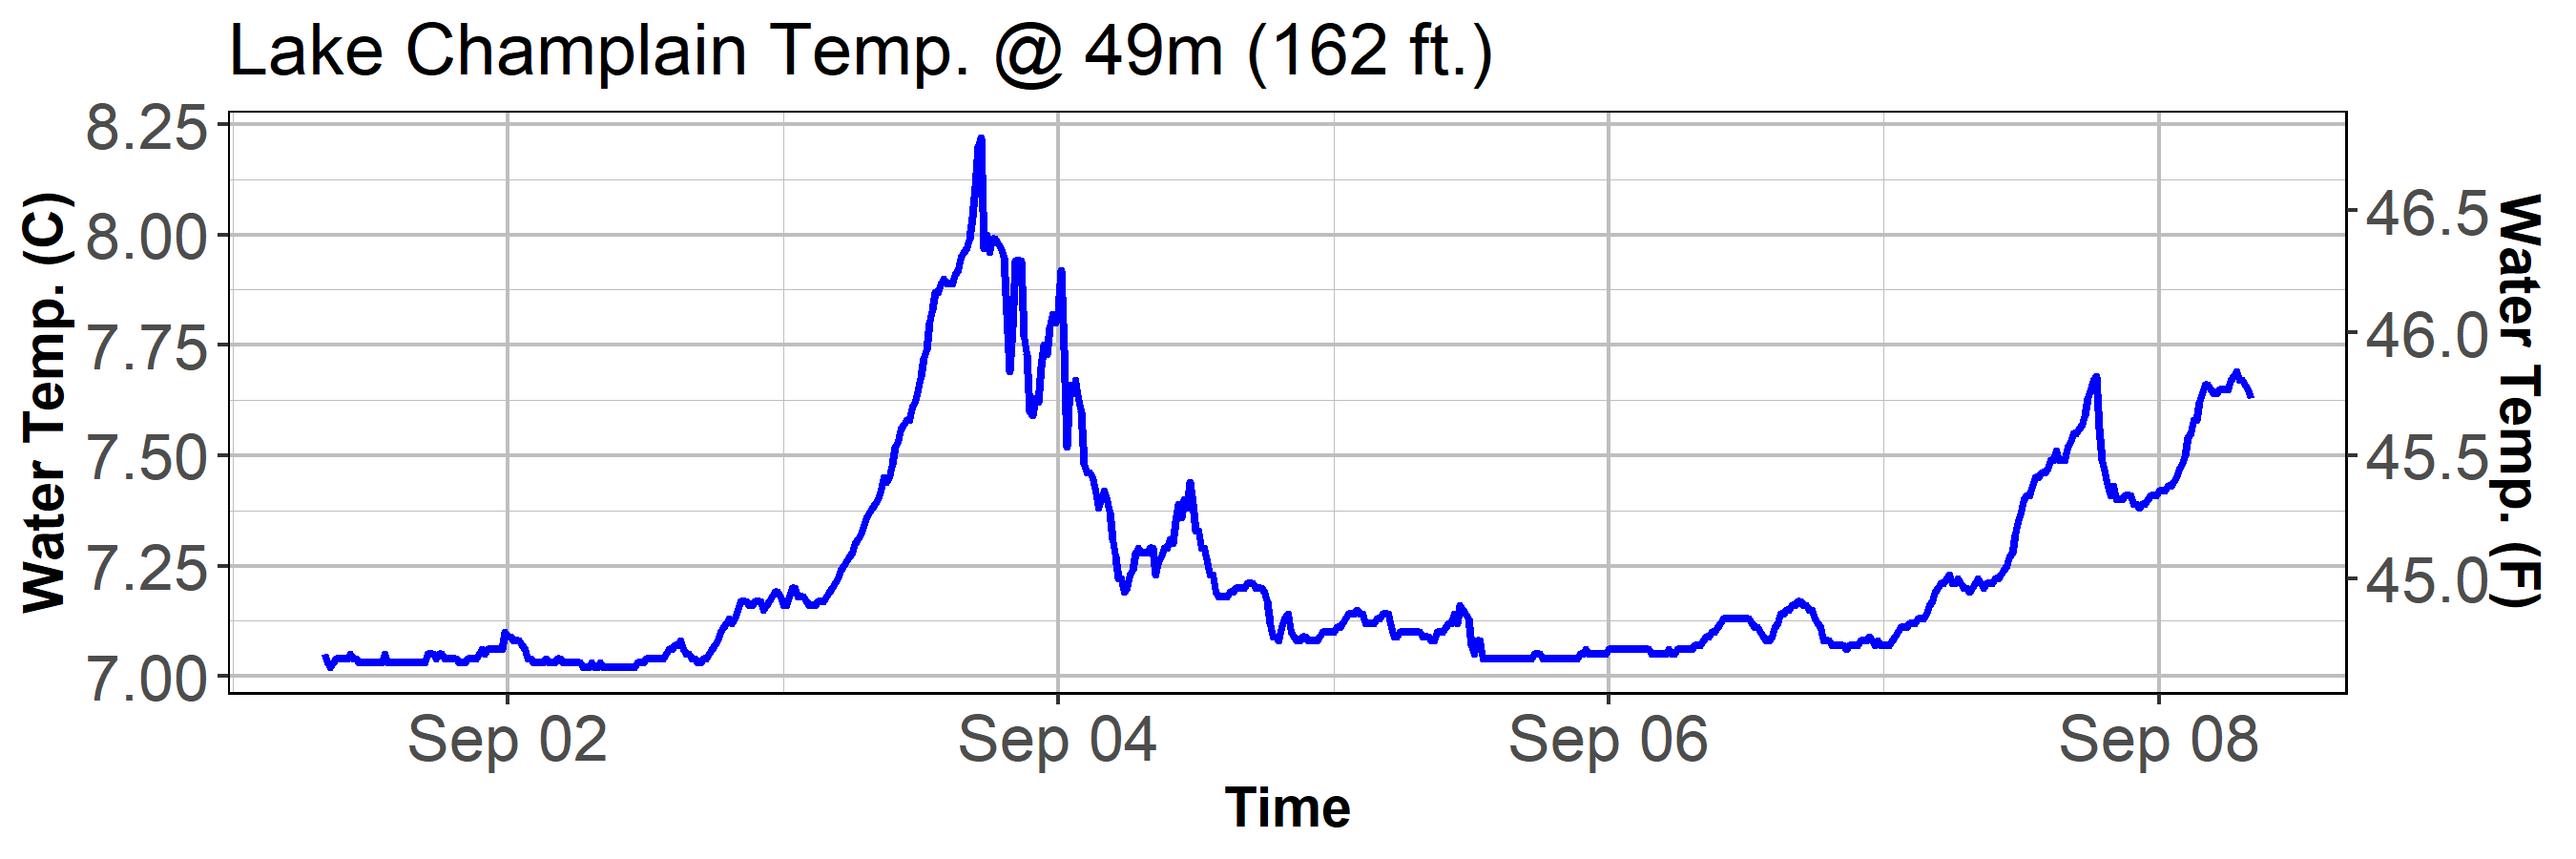 Lake Champlain Temp. @ 49m (162 ft.)
Water Temp. (C)
8.25
8.00
7.75
7.50
7.25
7.00
46.5
46.0
45.5
45.0
Water Temp. (F)
Sep 02 Sep 04 Sep 06 Sep 08
Time